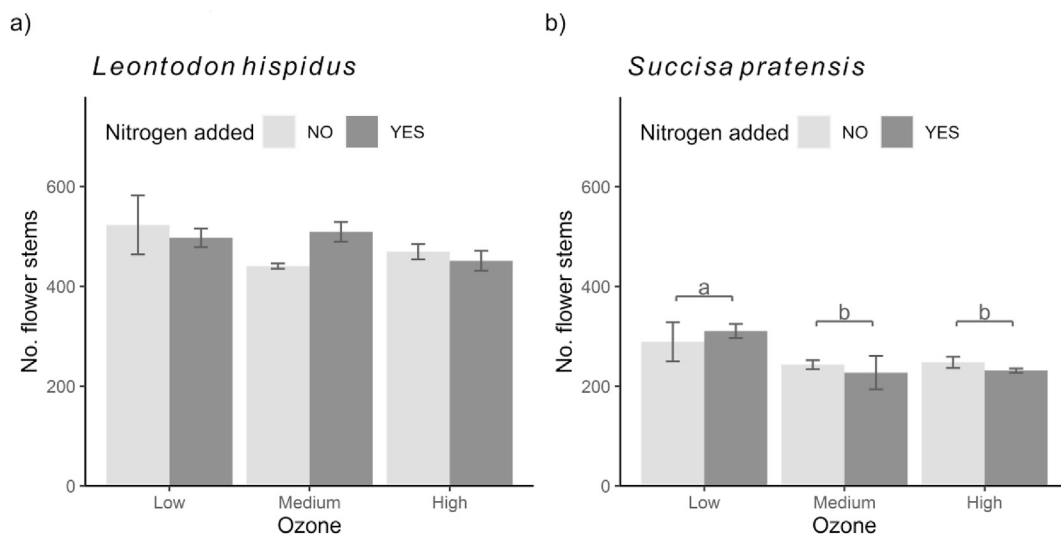 a)
Leontodon hispidus
Nitrogen added NO YES
No. flower stems
600
400
200
0
Low Medium High
Ozone
b)
Succisa pratensis
Nitrogen added NO YES
No. flower stems
600
400
200
0
a
b b
Low Medium High
Ozone